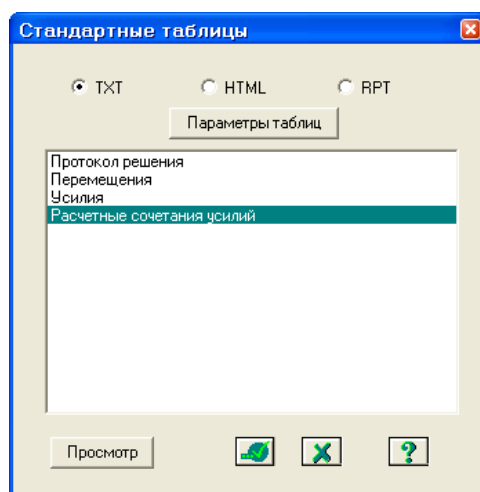 Стандартные таблицы
TXT HTML RPT
Параметры таблиц
Протокол решения
Перемещения
Усилия
Расчетные сочетания усилий
Просмотр ?